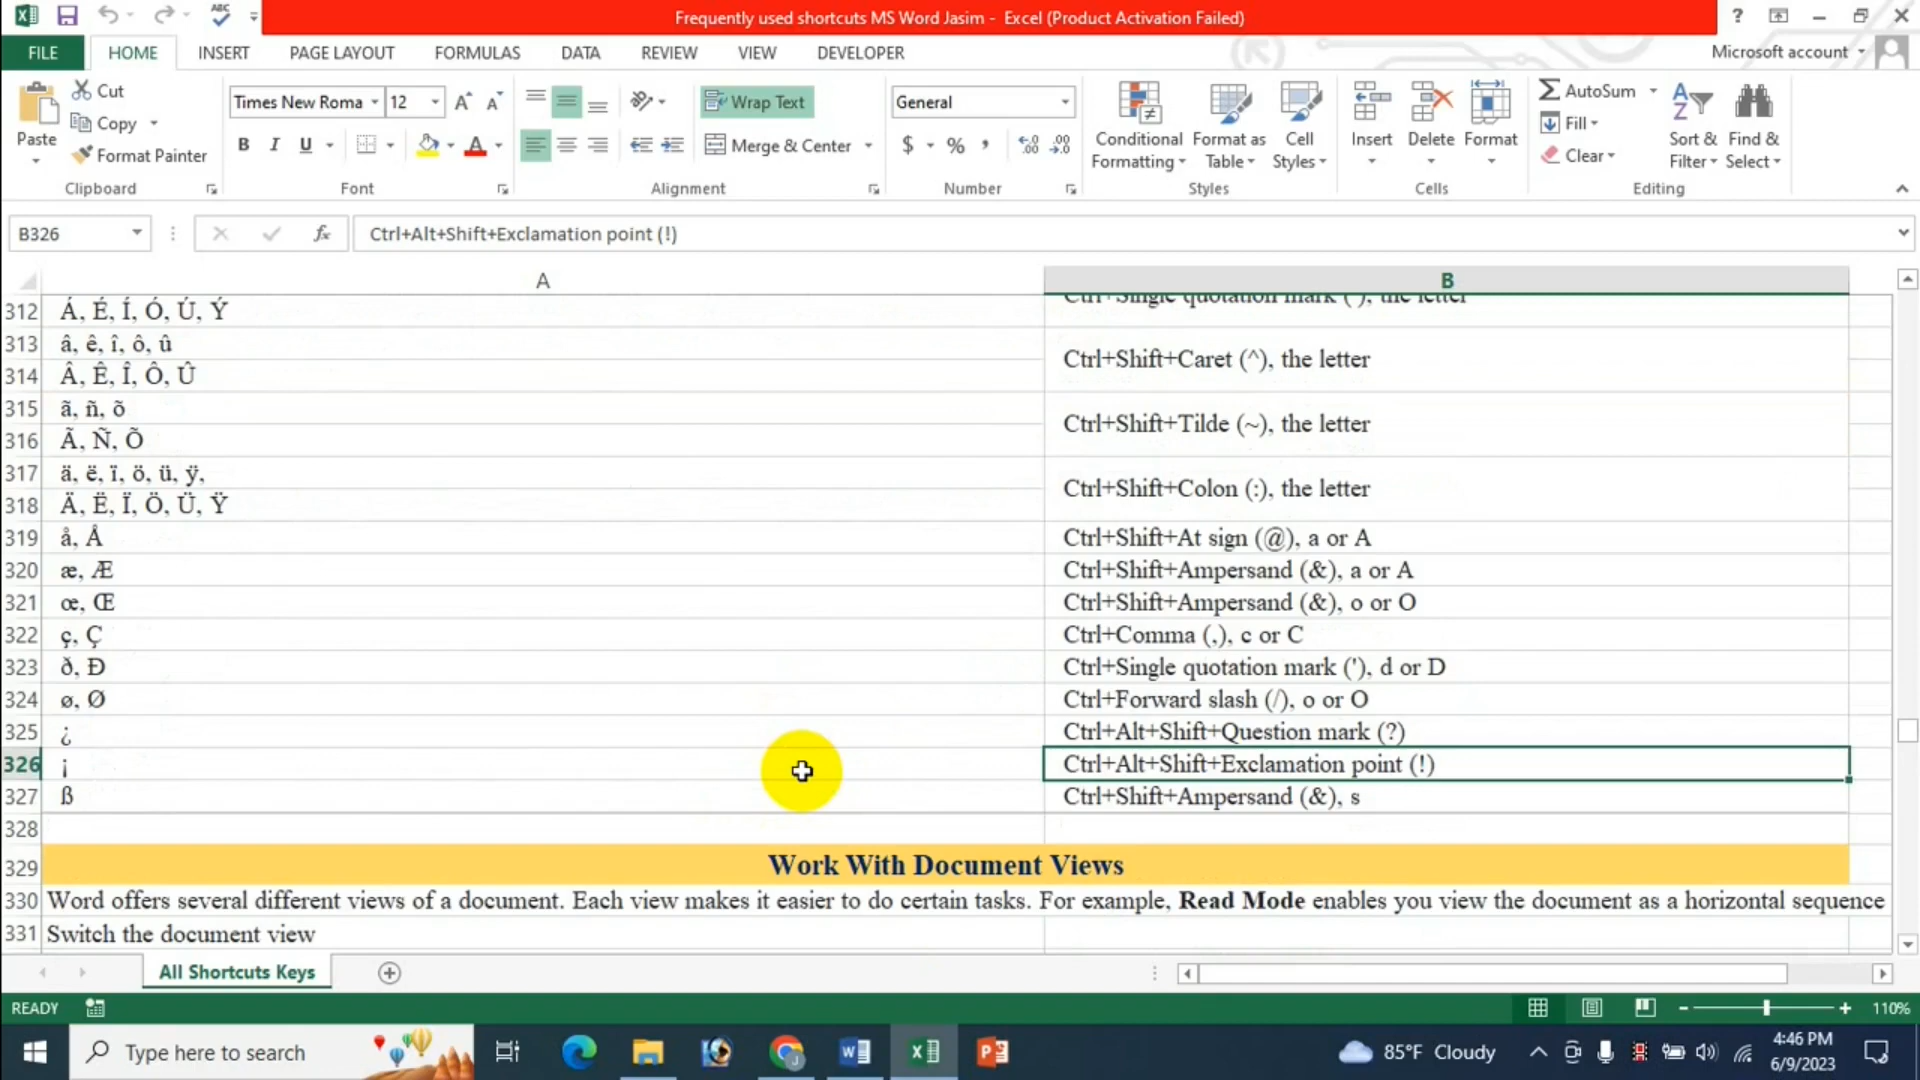 ABC
Frequently used shortcuts MS Word Jasim - Excel (Product Activation Failed)
?
FILE HOME INSERT PAGE LAYOUT FORMULAS DATA REVIEW VIEW DEVELOPER
Microsoft account
Paste
Cut
Copy
Format Painter
Clipboard
Times New Roma 12
B I U
Font
Wrap Text
Merge & Center
Alignment
General
$ %
Number
Conditional Formatting
Format as Table
Cell Styles
Styles
Insert Delete Format
Cells
AutoSum
Fill
Clear
Sort & Filter
Find & Select
Editing
B326
fx
Ctrl+Alt+Shift+Exclamation point (!)
A B
312 Á, É, Í, Ó, Ú, Ý Ctrl+Single quotation mark ('), the letter
313 â, ê, î, ô, û
Ctrl+Shift+Caret (^), the letter
314 Â, Ê, Î, Ô, Û
315 ã, ñ, õ
Ctrl+Shift+Tilde (~), the letter
316 Ã, Ñ, Õ
317 ä, ë, ï, ö, ü, ÿ,
Ctrl+Shift+Colon (:), the letter
318 Ä, Ë, Ï, Ö, Ü, Ÿ
319 å, Å Ctrl+Shift+At sign (@), a or A
320 æ, Æ Ctrl+Shift+Ampersand (&), a or A
321 œ, Œ Ctrl+Shift+Ampersand (&), o or O
322 ç, Ç Ctrl+Comma (,), c or C
323 ð, Ð Ctrl+Single quotation mark ('), d or D
324 ø, Ø Ctrl+Forward slash (/), o or O
325 ¿ Ctrl+Alt+Shift+Question mark (?)
326 ¡ Ctrl+Alt+Shift+Exclamation point (!)
327 ß Ctrl+Shift+Ampersand (&), s
328
329 Work With Document Views
330 Word offers several different views of a document. Each view makes it easier to do certain tasks. For example, Read Mode enables you view the document as a horizontal sequence
331 Switch the document view
All Shortcuts Keys
READY
110%
Type here to search
85°F Cloudy
4:46 PM
6/9/2023